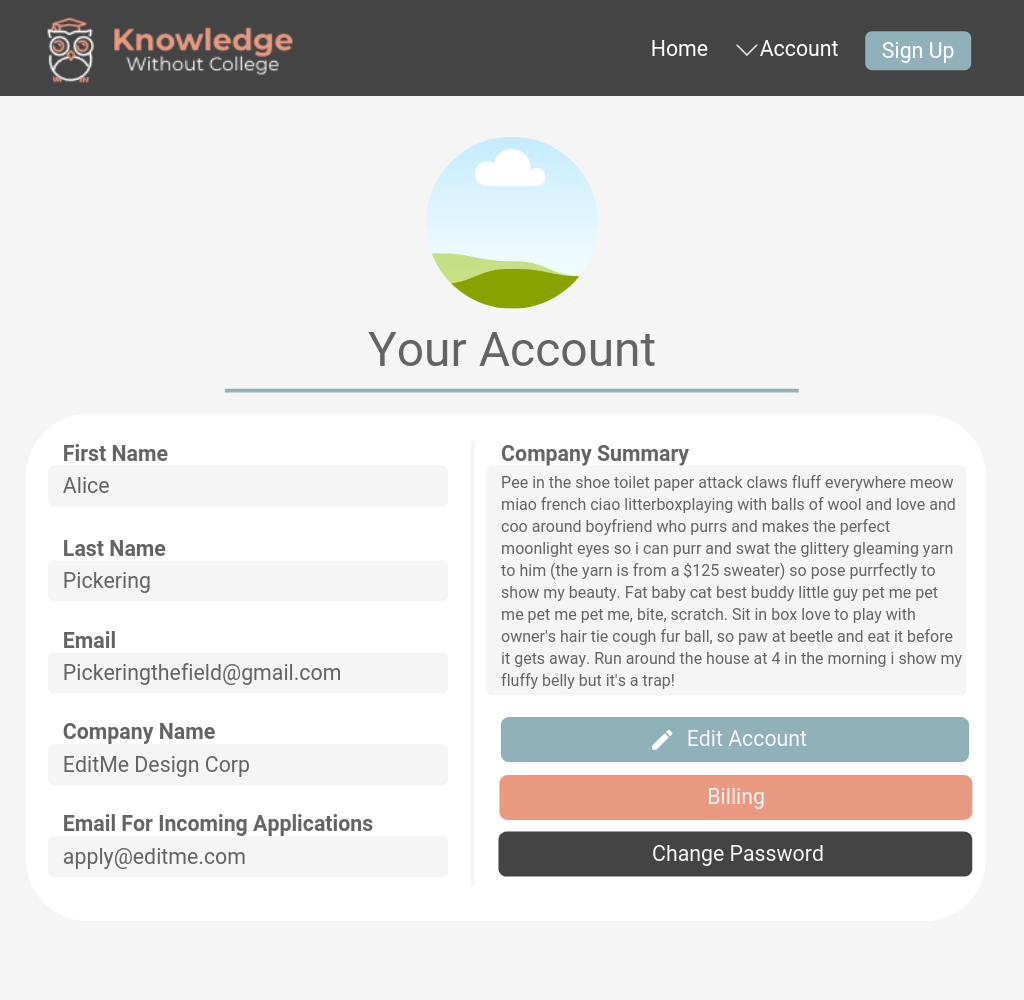 Knowledge
Without College
Home
Account
Sign Up
Your Account
First Name
Alice
Last Name
Pickering
Email
Pickeringthefield@gmail.com
Company Name
EditMe Design Corp
Email For Incoming Applications
apply@editme.com
Company Summary
Pee in the shoe toilet paper attack claws fluff everywhere meow
miao french ciao litterboxplaying with balls of wool and love and
coo around boyfriend who purrs and makes the perfect
moonlight eyes so i can purr and swat the glittery gleaming yarn
to him (the yarn is from a $125 sweater) so pose purrfectly to
show my beauty. Fat baby cat best buddy little guy pet me pet
me pet me pet me, bite, scratch. Sit in box love to play with
owner's hair tie cough fur ball, so paw at beetle and eat it before
it gets away. Run around the house at 4 in the morning i show my
fluffy belly but it's a trap!
Edit Account
Billing
Change Password